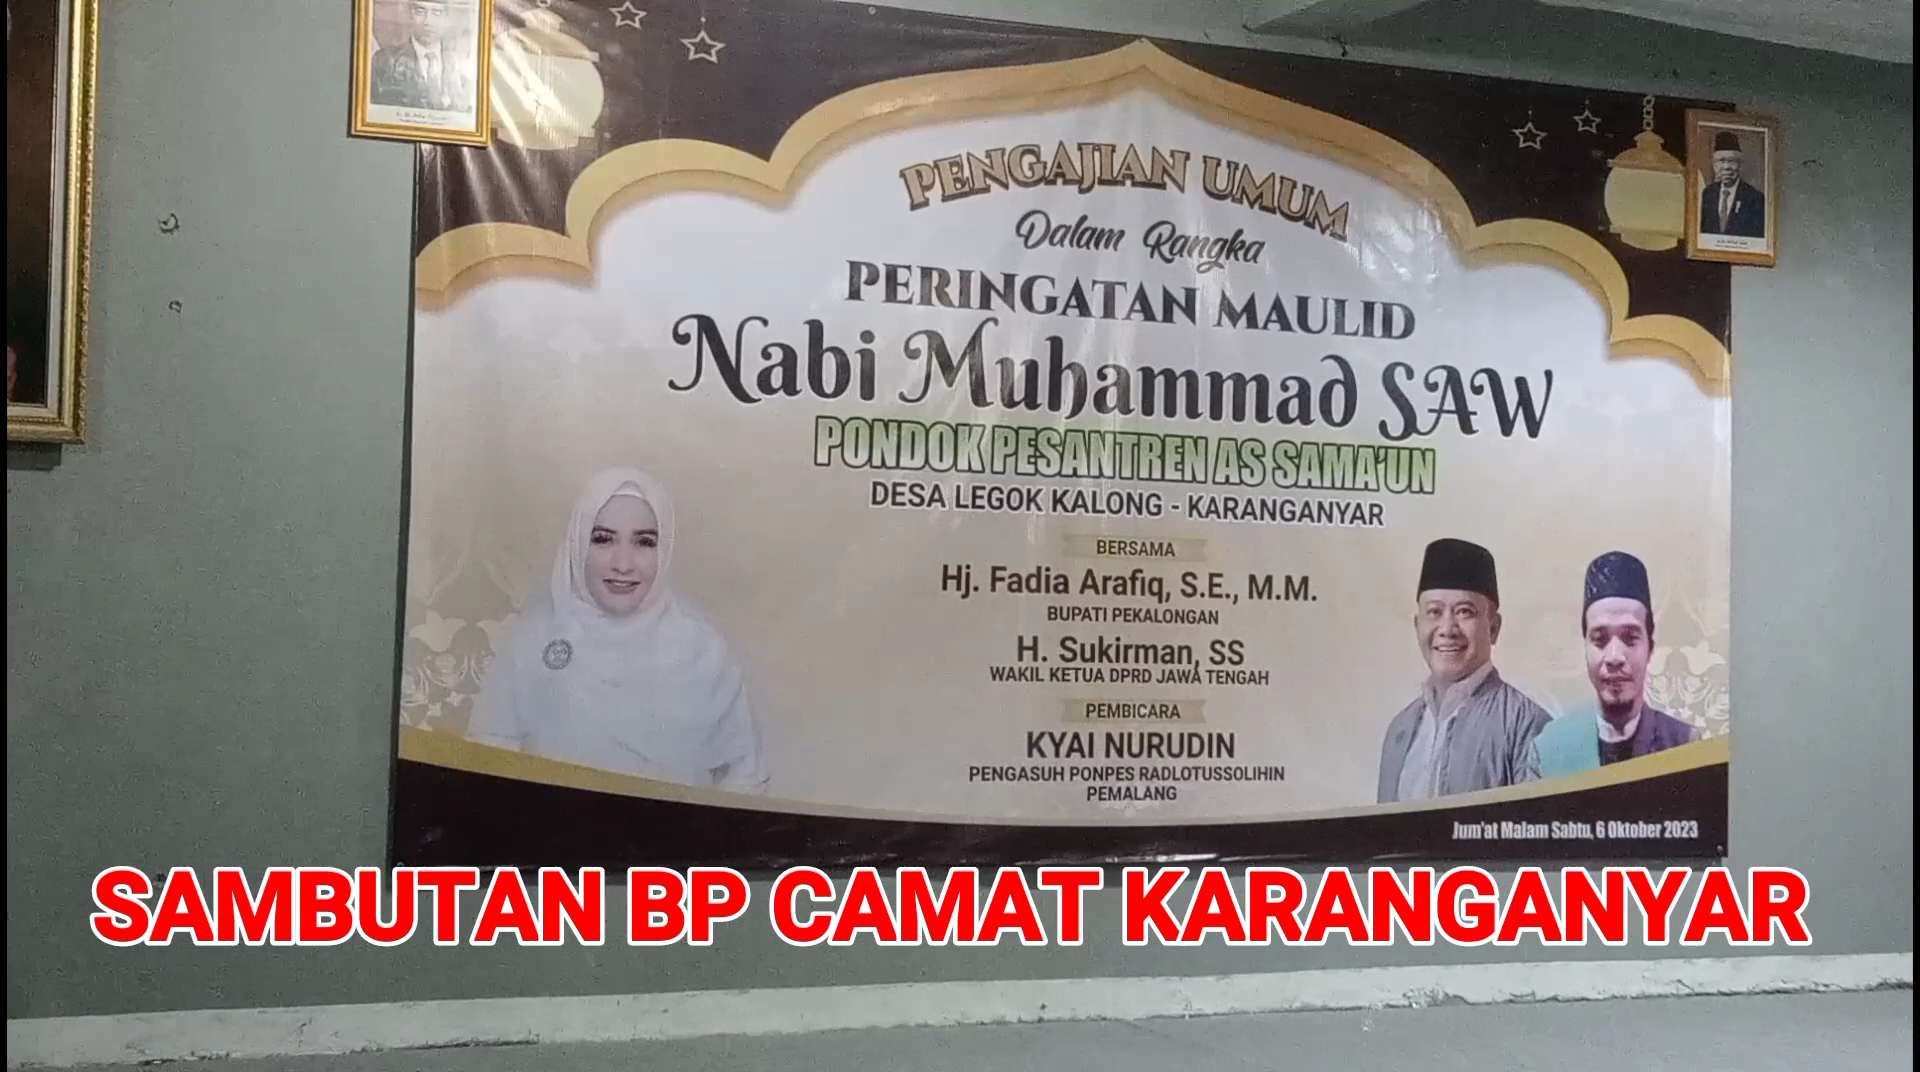 PENGAJIAN UMUM
Dalam Rangka
PERINGATAN MAULID
Nabi Muhammad SAW
PONDOK PESANTREN AS SAMA'UN
DESA LEGOK KALONG - KARANGANYAR
BERSAMA
Hj. Fadia Arafiq, S.E., M.M.
BUPATI PEKALONGAN
H. Sukirman, SS
WAKIL KETUA DPRD JAWA TENGAH
PEMBICARA
KYAI NURUDIN
PENGASUH PONPES RADLOTUSSOLIHIN
PEMALANG
Jum'at Malam Sabtu, 6 Oktober 2023
SAMBUTAN BP CAMAT KARANGANYAR